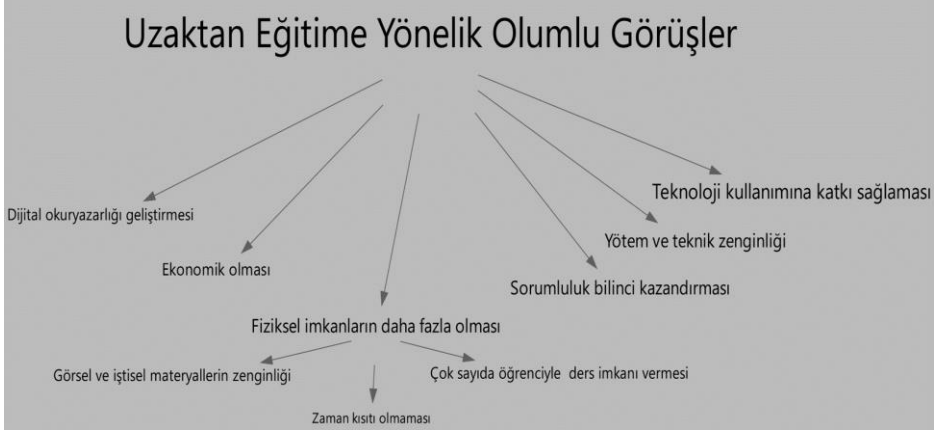 Uzaktan Eğitime Yönelik Olumlu Görüşler
Teknoloji kullanımına katkı sağlaması
Dijital okuryazarlığı geliştirmesi
Yötem ve teknik zenginliği
Ekonomik olması
Sorumluluk bilinci kazandırması
Fiziksel imkanların daha fazla olması
Görsel ve iştisel materyallerin zenginliği
Çok sayıda öğrenciyle ders imkanı vermesi
Zaman kısıtı olmaması